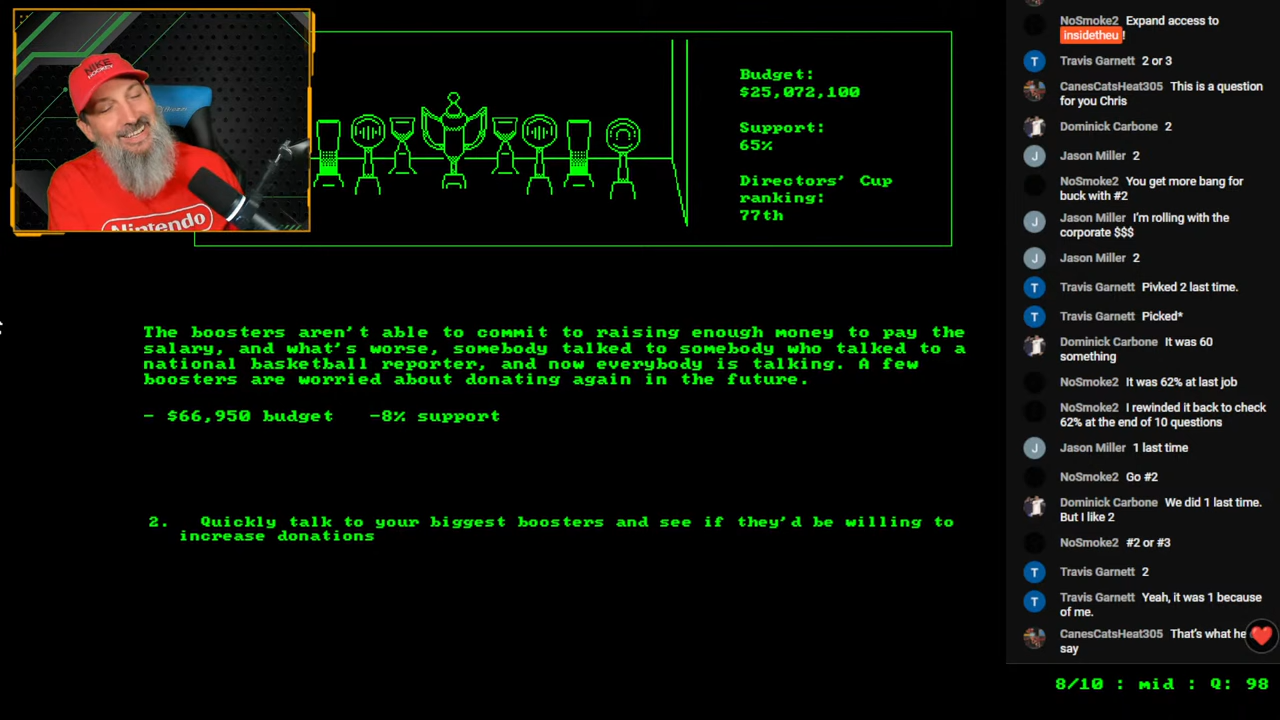 NIKE
HOCKEY
Nintendo
Budget:
$25,072,100
Support:
65%
Directors' Cup
ranking:
77th
The boosters aren't able to commit to raising enough money to pay the
salary, and what's worse, somebody talked to somebody who talked to a
national basketball reporter, and now everybody is talking. A few
boosters are worried about donating again in the future.
- $66,950 budget -8% support
2. Quickly talk to your biggest boosters and see if they'd be willing to
increase donations
NoSmoke2 Expand access to
insidetheu !
T Travis Garnett 2 or 3
CanesCatsHeat305 This is a question
for you Chris
Dominick Carbone 2
J Jason Miller 2
NoSmoke2 You get more bang for
buck with #2
J Jason Miller I'm rolling with the
corporate $$$
J Jason Miller 2
T Travis Garnett Pivked 2 last time.
T Travis Garnett Picked*
Dominick Carbone It was 60
something
NoSmoke2 It was 62% at last job
NoSmoke2 I rewinded it back to check
62% at the end of 10 questions
J Jason Miller 1 last time
NoSmoke2 Go #2
Dominick Carbone We did 1 last time.
But I like 2
NoSmoke2 #2 or #3
T Travis Garnett 2
T Travis Garnett Yeah, it was 1 because
of me.
CanesCatsHeat305 That's what he
say
8/10 : mid : Q: 98